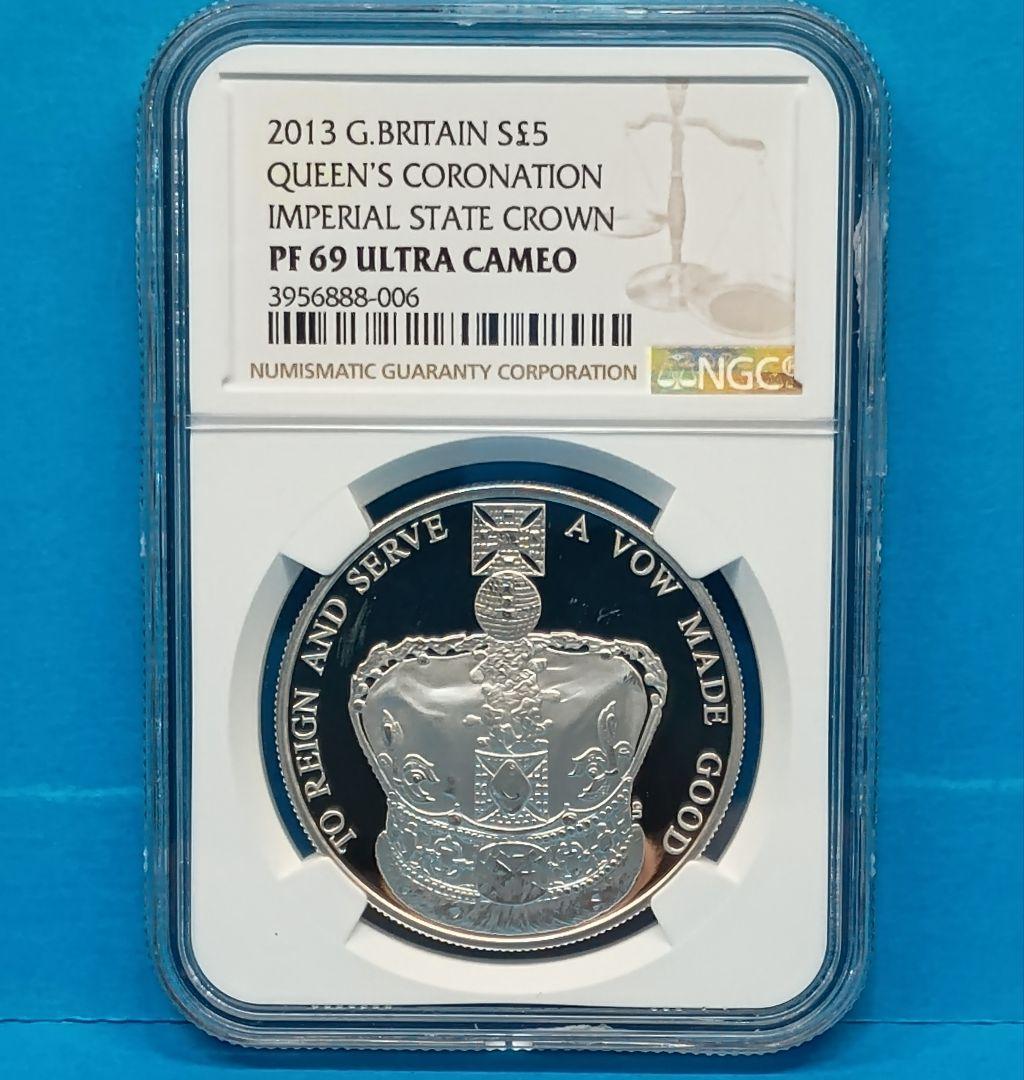 2013 G.BRITAIN S£5
QUEEN'S CORONATION
IMPERIAL STATE CROWN
PF 69 ULTRA CAMEO
3956888-006
NUMISMATIC GUARANTY CORPORATION
NGC
TO REIGN AND SERVE
A VOW MADE GOOD